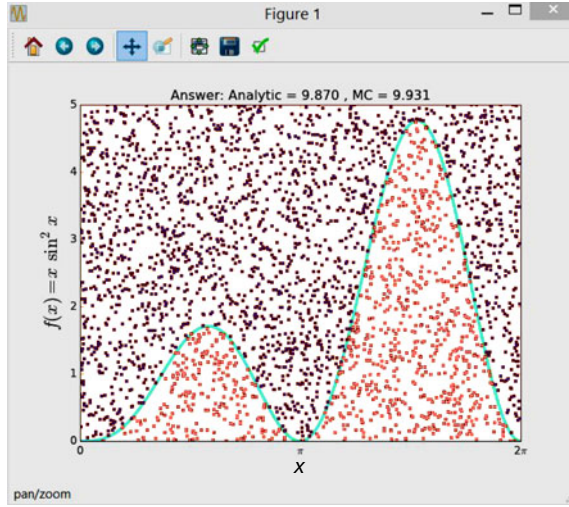 Figure 1
Answer: Analytic = 9.870 , MC = 9.931
5
4
3
2
1
0
f(x)=x sin² x
0 π 2π
x
pan/zoom